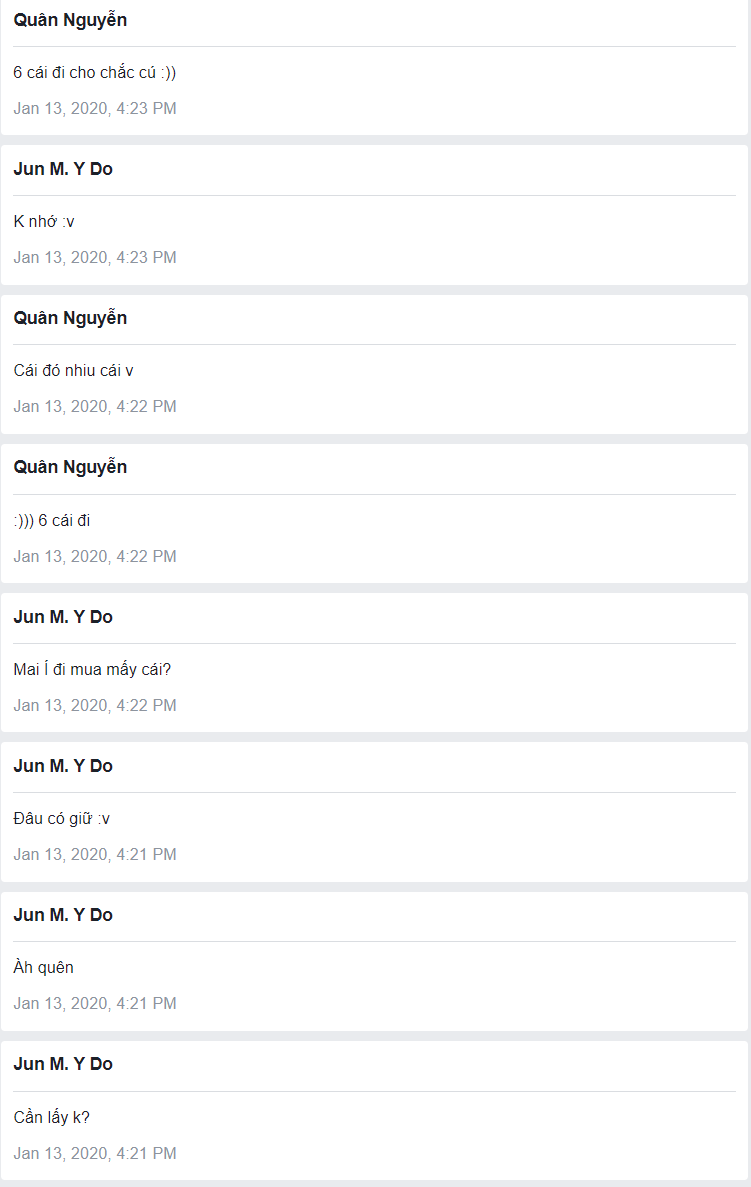 Quân Nguyễn
6 cái đi cho chắc cú :))
Jan 13, 2020, 4:23 PM
Jun M. Y Do
K nhớ :v
Jan 13, 2020, 4:23 PM
Quân Nguyễn
Cái đó nhiu cái v
Jan 13, 2020, 4:22 PM
Quân Nguyễn
:))) 6 cái đi
Jan 13, 2020, 4:22 PM
Jun M. Y Do
Mai Í đi mua mấy cái?
Jan 13, 2020, 4:22 PM
Jun M. Y Do
Đâu có giữ :v
Jan 13, 2020, 4:21 PM
Jun M. Y Do
Àh quên
Jan 13, 2020, 4:21 PM
Jun M. Y Do
Cần lấy k?
Jan 13, 2020, 4:21 PM